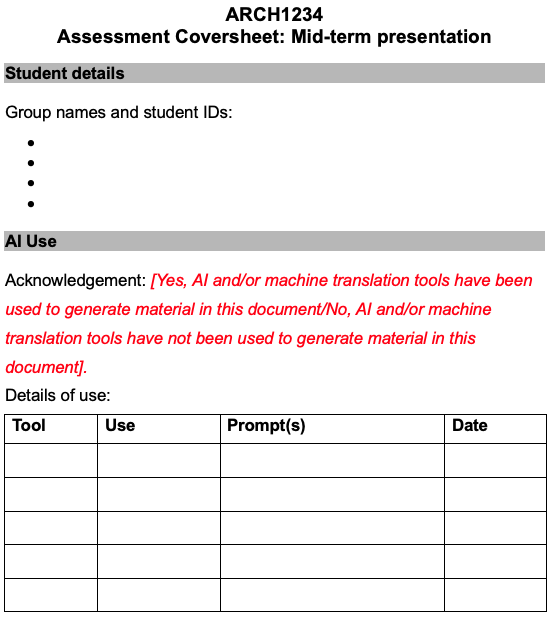 ARCH1234
Assessment Coversheet: Mid-term presentation
Student details
Group names and student IDs:
AI Use
Acknowledgement: [Yes, AI and/or machine translation tools have been
used to generate material in this document/No, AI and/or machine
translation tools have not been used to generate material in this
document].
Details of use:
Tool Use Prompt(s) Date